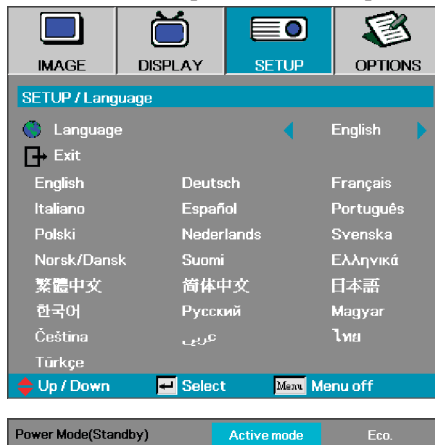 IMAGE DISPLAY SETUP OPTIONS
SETUP / Language
Language English
Exit
English Deutsch Français
Italiano Español Português
Polski Nederlands Svenska
Norsk/Dansk Suomi Ελληνικά
繁體中文 简体中文 日本語
한국어 Русский Magyar
Čeština عربي ไทย
Türkçe
Up / Down Select Menu Menu off
Power Mode(Standby) Active mode Eco.